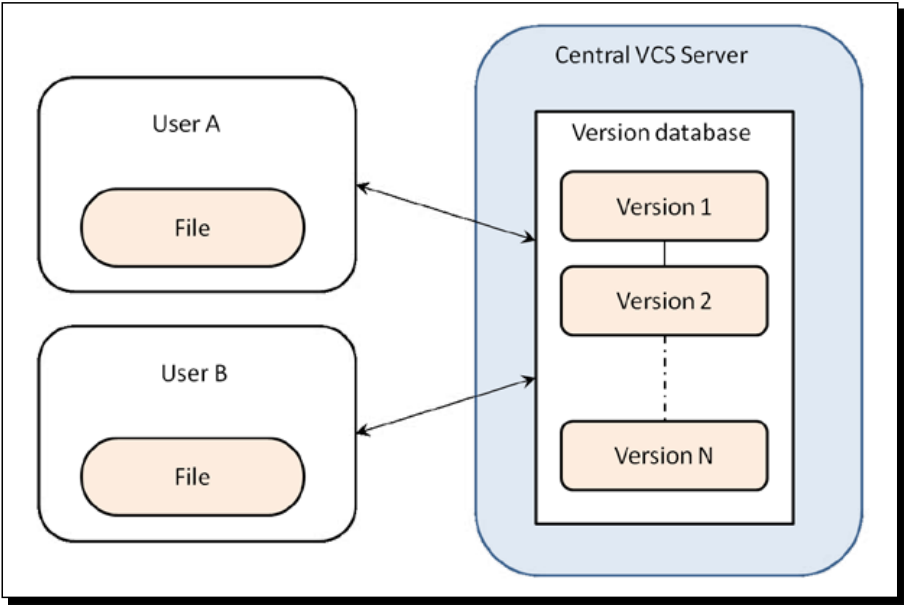 User A
File
User B
File
Central VCS Server
Version database
Version 1
Version 2
Version N